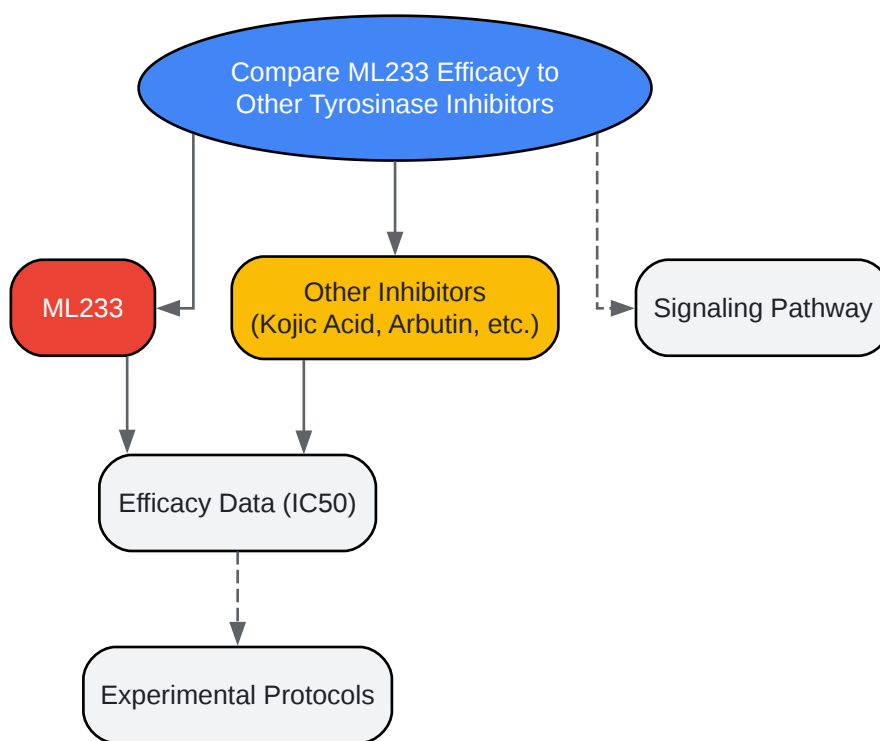 Compare ML233 Efficacy to
Other Tyrosinase Inhibitors
ML233
Other Inhibitors
(Kojic Acid, Arbutin, etc.)
Signaling Pathway
Efficacy Data (IC50)
Experimental Protocols